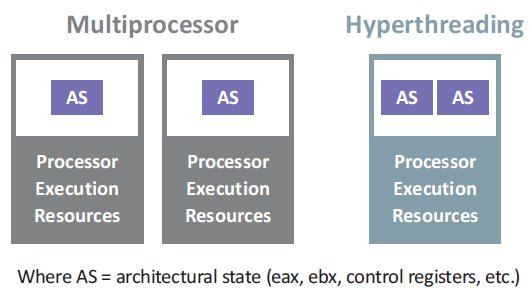 Multiprocessor
Hyperthreading
AS
AS
AS AS
Processor
Execution
Resources
Processor
Execution
Resources
Processor
Execution
Resources
Where AS = architectural state (eax, ebx, control registers, etc.)